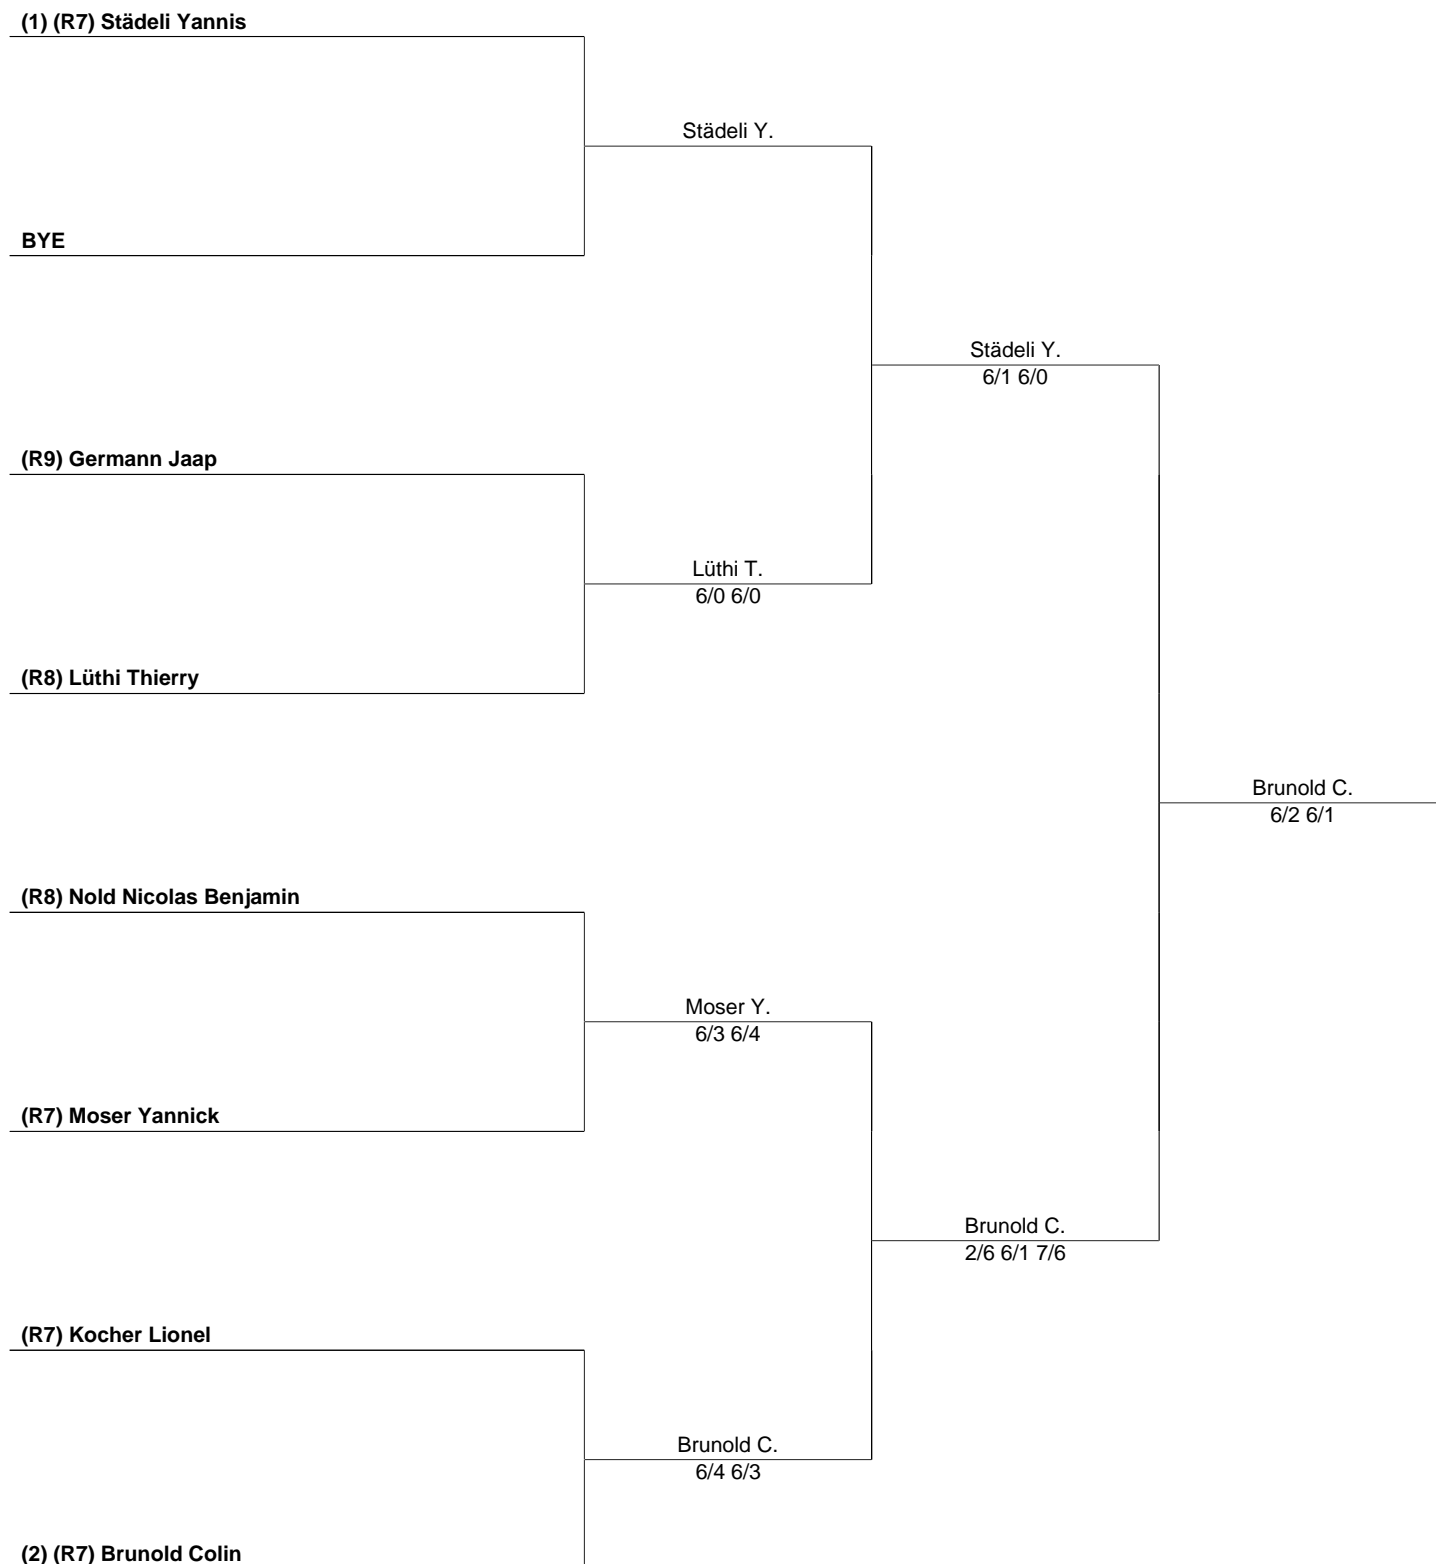 (1) (R7) Städeli Yannis
Städeli Y.
BYE
Städeli Y.
6/1 6/0
(R9) Germann Jaap
Lüthi T.
6/0 6/0
(R8) Lüthi Thierry
Brunold C.
6/2 6/1
(R8) Nold Nicolas Benjamin
Moser Y.
6/3 6/4
(R7) Moser Yannick
Brunold C.
2/6 6/1 7/6
(R7) Kocher Lionel
Brunold C.
6/4 6/3
(2) (R7) Brunold Colin